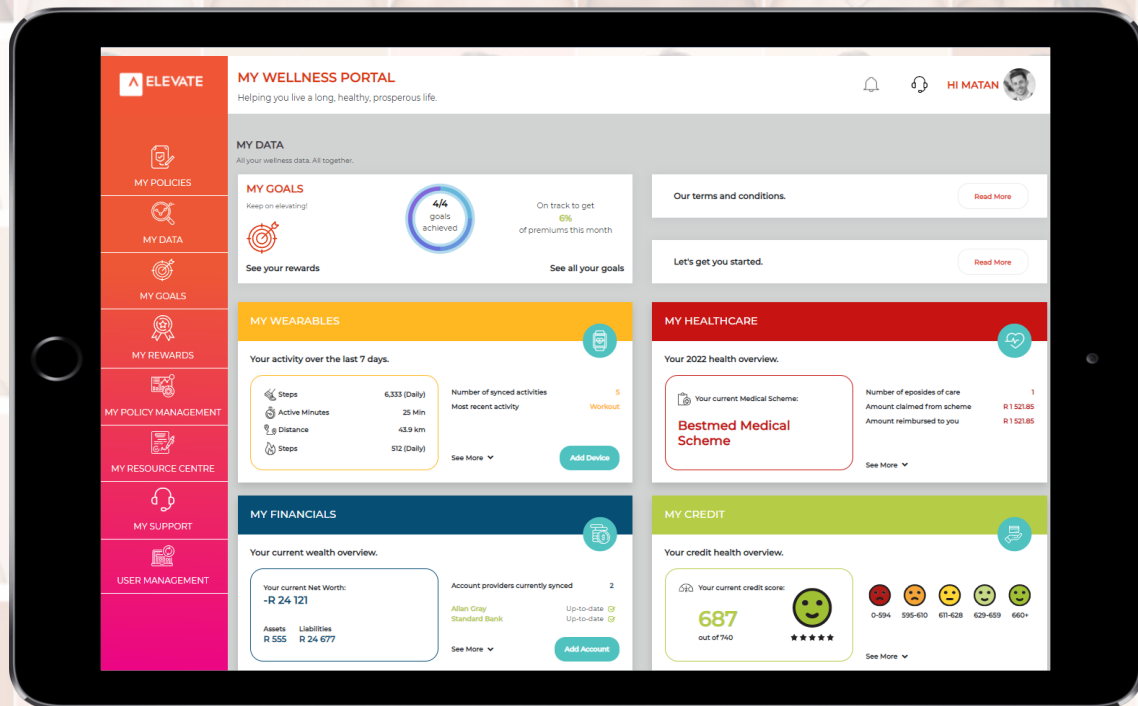 ELEVATE
MY WELLNESS PORTAL
Helping you live a long, healthy, prosperous life.
HI MATAN
MY POLICIES
MY DATA
MY GOALS
MY REWARDS
MY POLICY MANAGEMENT
MY RESOURCE CENTRE
MY SUPPORT
USER MANAGEMENT
MY DATA
All your wellness data. All together.
MY GOALS
Keep on elevating!
4/4
goals
achieved
On track to get
6%
of premiums this month
See your rewards
See all your goals
Our terms and conditions.
Read More
Let's get you started.
Read More
MY WEARABLES
Your activity over the last 7 days.
Steps 6,333 (Daily)
Active Minutes 25 Min
Distance 43.9 km
Steps 512 (Daily)
Number of synced activities 5
Most recent activity Workout
See More
Add Device
MY HEALTHCARE
Your 2022 health overview.
Your current Medical Scheme:
Bestmed Medical
Scheme
Number of eposides of care 1
Amount claimed from scheme R 1 521.85
Amount reimbursed to you R 1 521.85
See More
MY FINANCIALS
Your current wealth overview.
Your current Net Worth:
-R 24 121
Assets Liabilities
R 555 R 24 677
Account providers currently synced 2
Allan Gray Up-to-date
Standard Bank Up-to-date
See More
Add Account
MY CREDIT
Your credit health overview.
Your current credit score:
687
out of 740
0-594 595-610 611-628 629-659 660+
See More